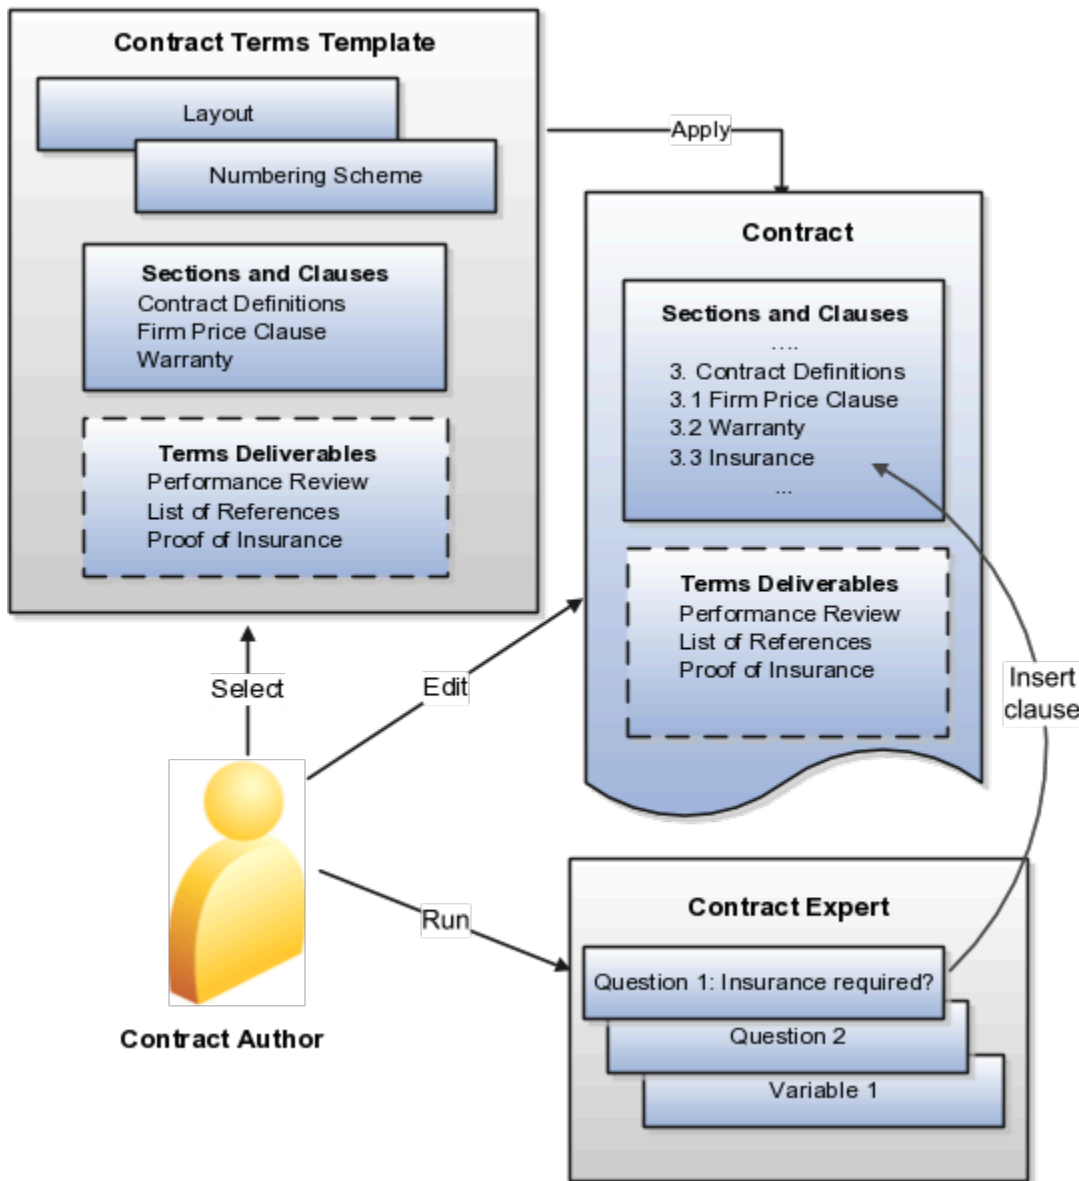 Contract Terms Template
Layout
Numbering Scheme
Sections and Clauses
Contract Definitions
Firm Price Clause
Warranty
Terms Deliverables
Performance Review
List of References
Proof of Insurance
Apply
Contract
Sections and Clauses
....
3. Contract Definitions
3.1 Firm Price Clause
3.2 Warranty
3.3 Insurance
...
Terms Deliverables
Performance Review
List of References
Proof of Insurance
Select
Edit
Insert
clause
Run
Contract Author
Contract Expert
Question 1: Insurance required?
Question 2
Variable 1